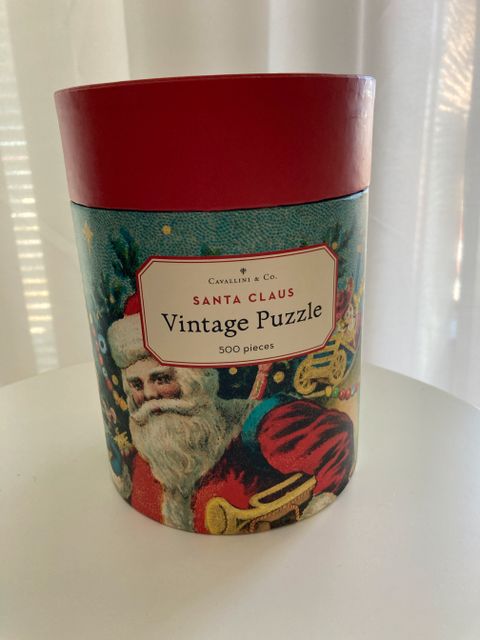 CAVALLINI & CO.
SANTA CLAUS
Vintage Puzzle
500 pieces